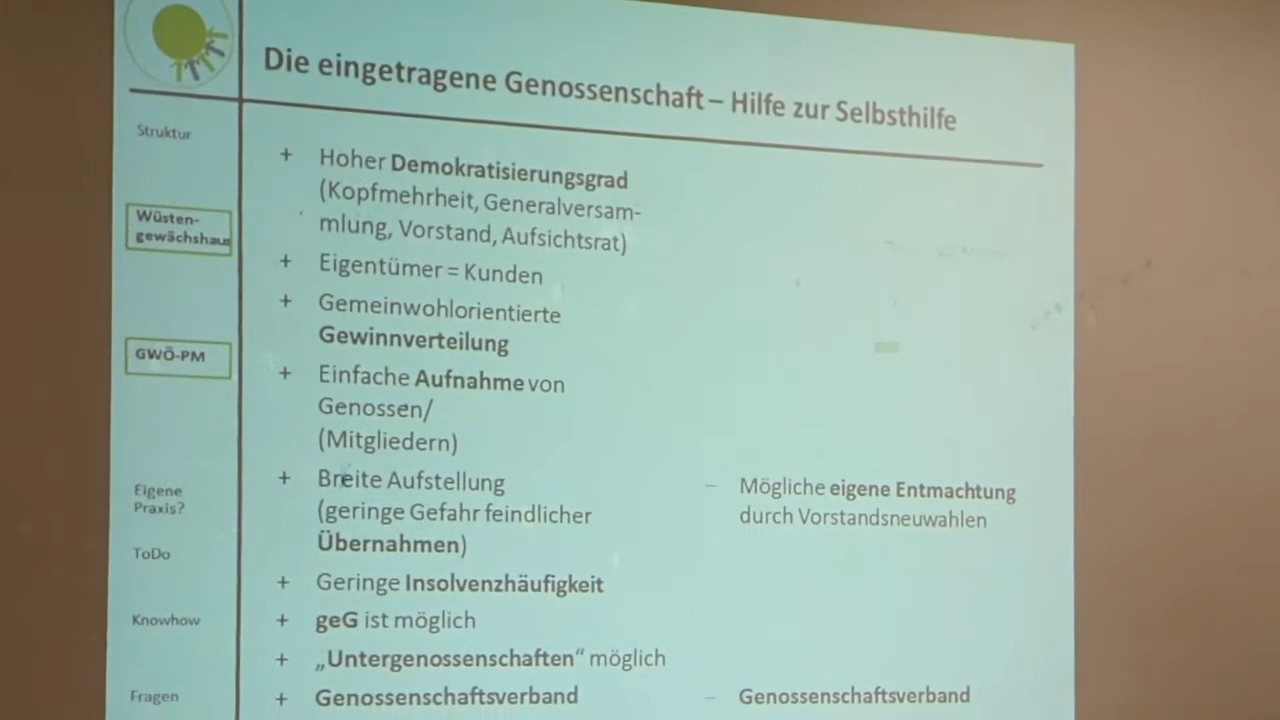 Die eingetragene Genossenschaft – Hilfe zur Selbsthilfe
Struktur
Wüsten-
gewächshaus
GWÖ-PM
Eigene
Praxis?
ToDo
Knowhow
Fragen
+ Hoher Demokratisierungsgrad
(Kopfmehrheit, Generalversam-
mlung, Vorstand, Aufsichtsrat)
+ Eigentümer = Kunden
+ Gemeinwohlorientierte
Gewinnverteilung
+ Einfache Aufnahme von
Genossen/
(Mitgliedern)
+ Breite Aufstellung
(geringe Gefahr feindlicher
Übernahmen)
– Mögliche eigene Entmachtung
durch Vorstandsneuwahlen
+ Geringe Insolvenzhäufigkeit
+ geG ist möglich
+ „Untergenossenschaften“ möglich
+ Genossenschaftsverband
– Genossenschaftsverband